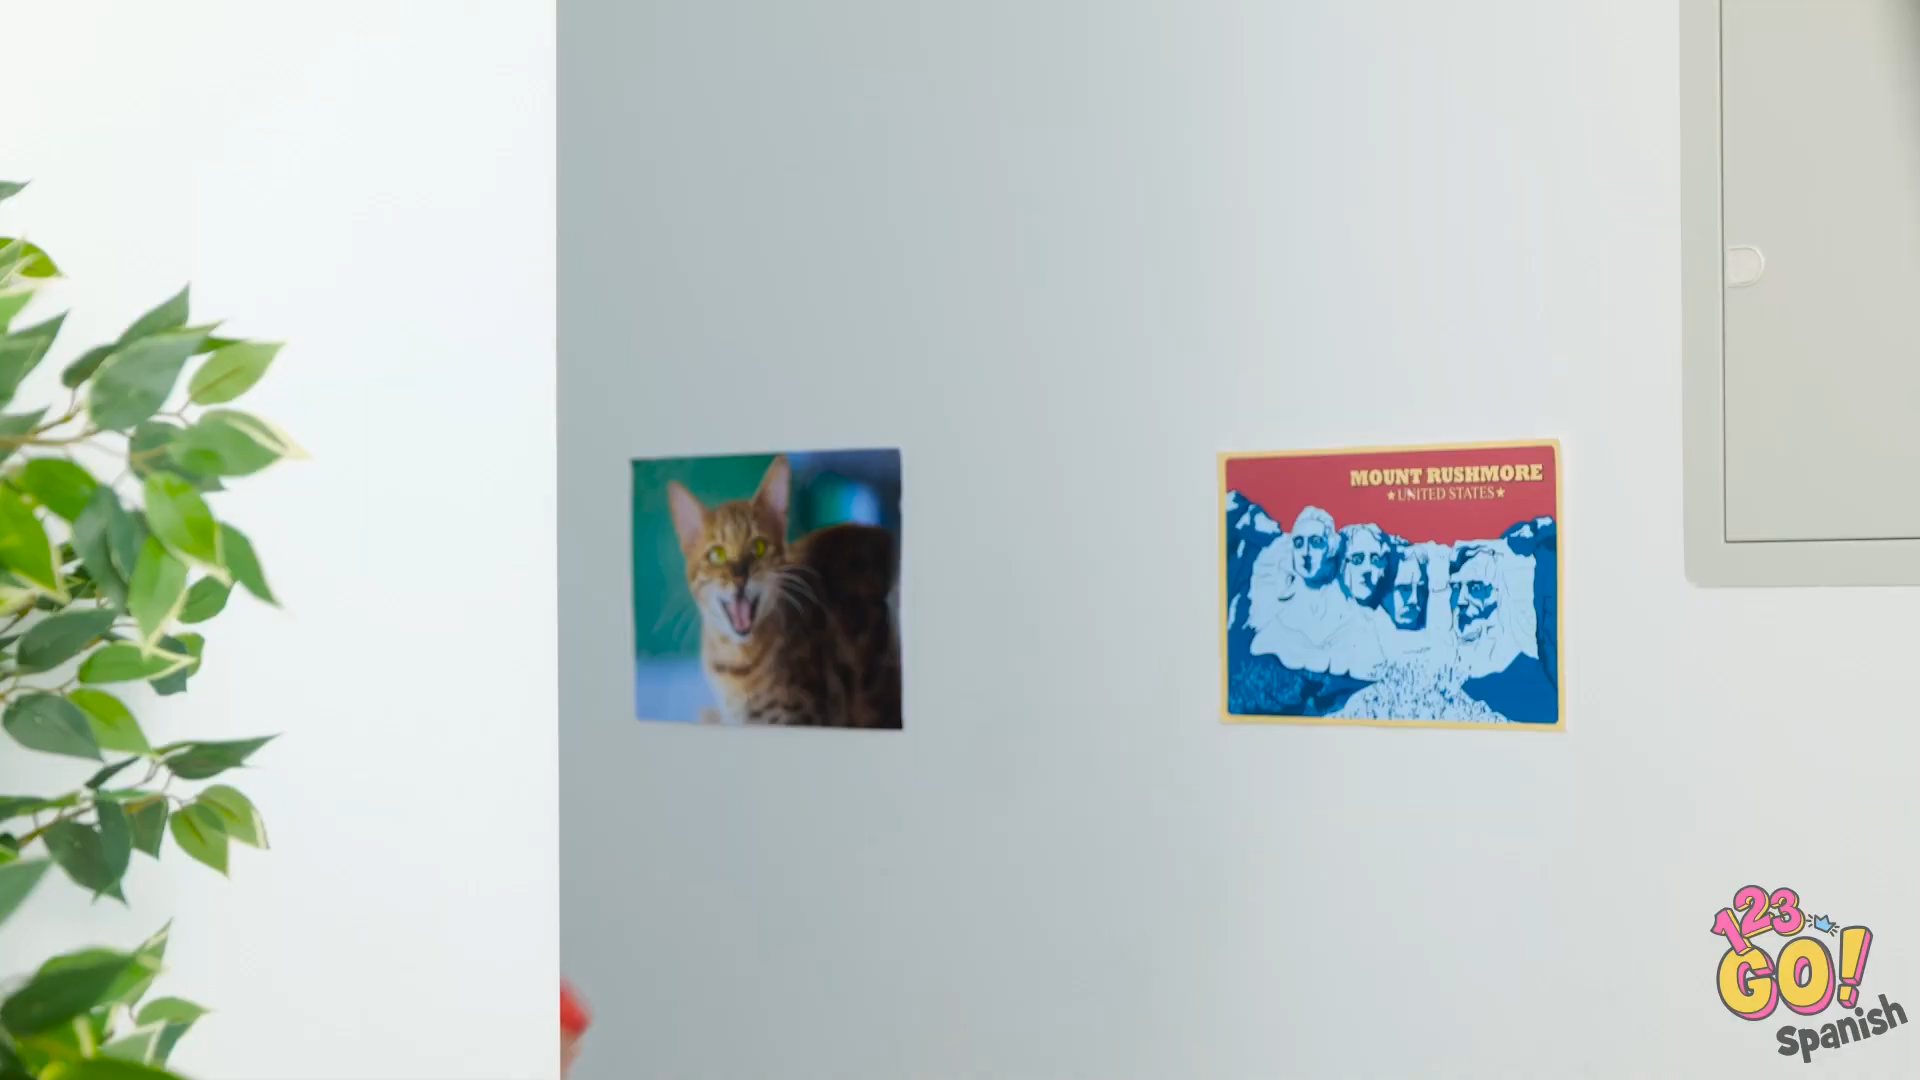 MOUNT RUSHMORE
★UNITED STATES★
123
GO!
Spanish